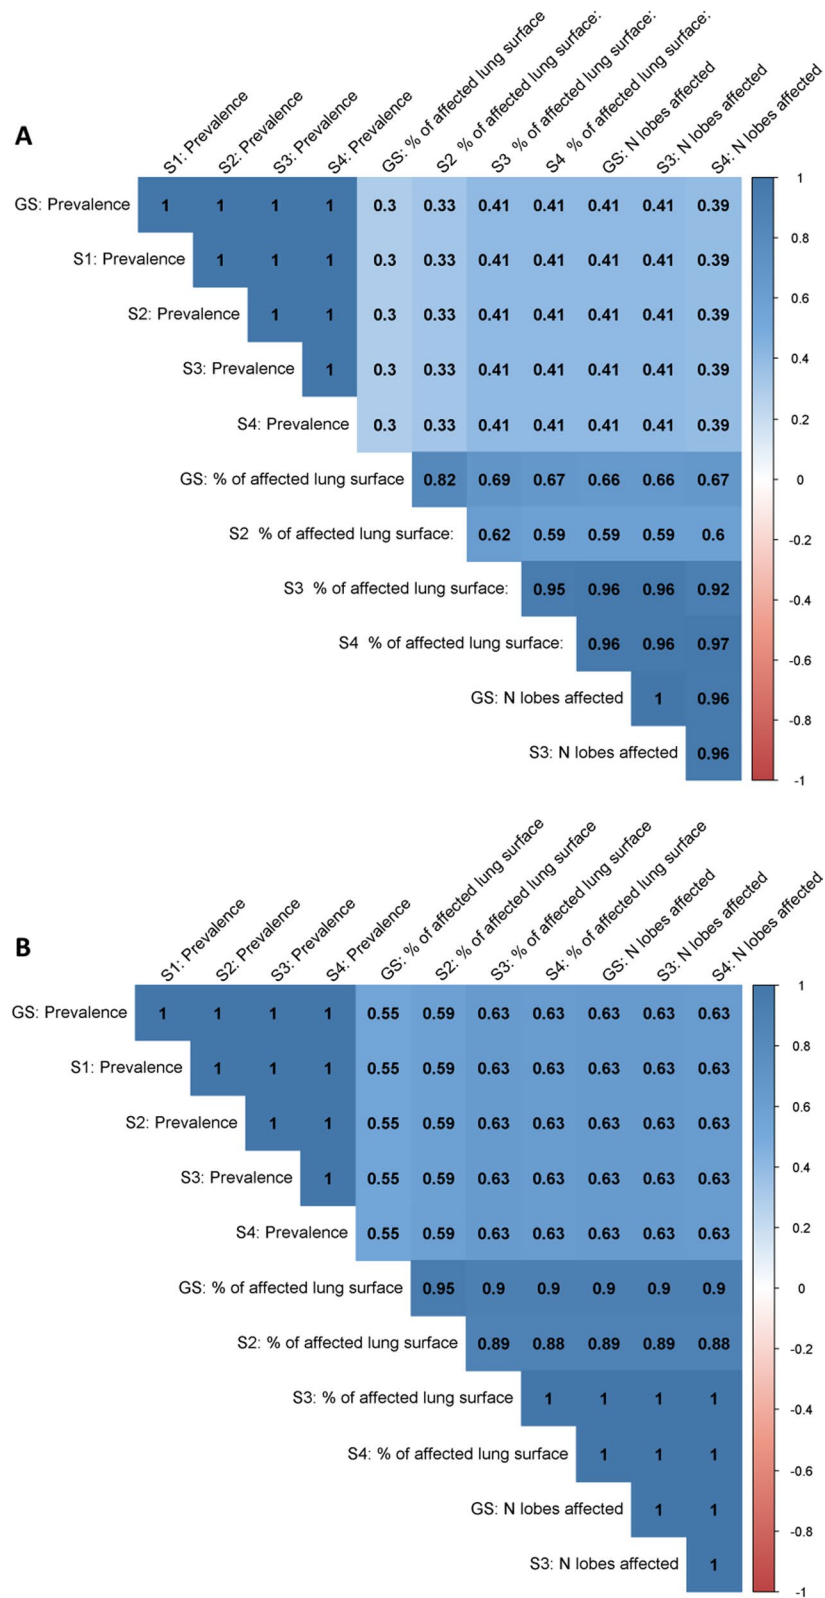 A
S1: Prevalence
S2: Prevalence
S3: Prevalence
S4: Prevalence
GS: % of affected lung surface
S2 % of affected lung surface:
S3 % of affected lung surface:
S4 % of affected lung surface:
GS: N lobes affected
S3: N lobes affected
S4: N lobes affected
GS: Prevalence 1 1 1 1 0.3 0.33 0.41 0.41 0.41 0.41 0.39
S1: Prevalence 1 1 1 0.3 0.33 0.41 0.41 0.41 0.41 0.39
S2: Prevalence 1 1 0.3 0.33 0.41 0.41 0.41 0.41 0.39
S3: Prevalence 1 0.3 0.33 0.41 0.41 0.41 0.41 0.39
S4: Prevalence 0.3 0.33 0.41 0.41 0.41 0.41 0.39
GS: % of affected lung surface 0.82 0.69 0.67 0.66 0.66 0.67
S2 % of affected lung surface: 0.62 0.59 0.59 0.59 0.6
S3 % of affected lung surface: 0.95 0.96 0.96 0.92
S4 % of affected lung surface: 0.96 0.96 0.97
GS: N lobes affected 1 0.96
S3: N lobes affected 0.96
1
0.8
0.6
0.4
0.2
0
-0.2
-0.4
-0.6
-0.8
-1
B
S1: Prevalence
S2: Prevalence
S3: Prevalence
S4: Prevalence
GS: % of affected lung surface
S2: % of affected lung surface
S3: % of affected lung surface
S4: % of affected lung surface
GS: N lobes affected
S3: N lobes affected
S4: N lobes affected
GS: Prevalence 1 1 1 1 0.55 0.59 0.63 0.63 0.63 0.63 0.63
S1: Prevalence 1 1 1 0.55 0.59 0.63 0.63 0.63 0.63 0.63
S2: Prevalence 1 1 0.55 0.59 0.63 0.63 0.63 0.63 0.63
S3: Prevalence 1 0.55 0.59 0.63 0.63 0.63 0.63 0.63
S4: Prevalence 0.55 0.59 0.63 0.63 0.63 0.63 0.63
GS: % of affected lung surface 0.95 0.9 0.9 0.9 0.9 0.9
S2: % of affected lung surface 0.89 0.88 0.89 0.89 0.88
S3: % of affected lung surface 1 1 1 1
S4: % of affected lung surface 1 1 1
GS: N lobes affected 1 1
S3: N lobes affected 1
1
0.8
0.6
0.4
0.2
0
-0.2
-0.4
-0.6
-0.8
-1